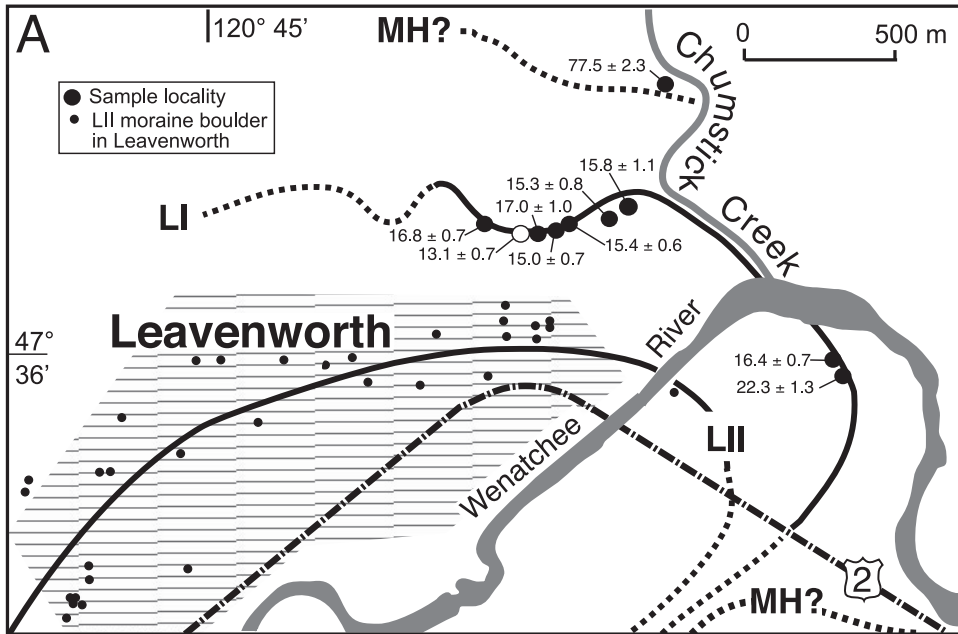 A
120° 45’
MH?
0 500 m
Chumstick Creek
77.5 ± 2.3
Sample locality
LII moraine boulder
in Leavenworth
15.8 ± 1.1
15.3 ± 0.8
17.0 ± 1.0
LI
16.8 ± 0.7
13.1 ± 0.7
15.0 ± 0.7
15.4 ± 0.6
Leavenworth
47°
36’
Wenatchee River
16.4 ± 0.7
22.3 ± 1.3
LII
2
MH?